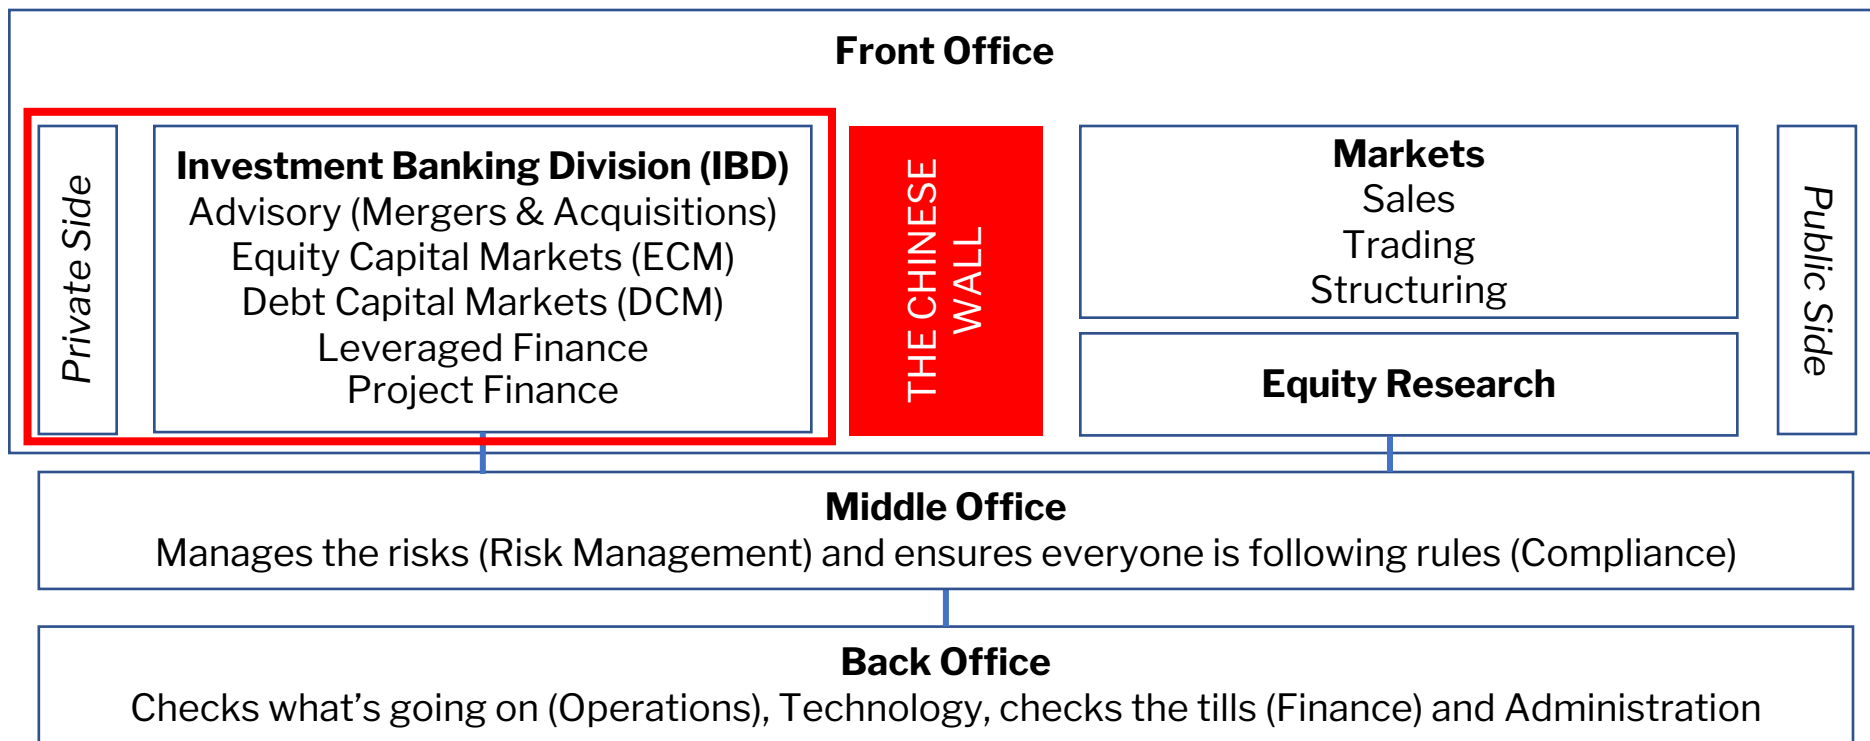 Front Office
Private Side
Investment Banking Division (IBD)
Advisory (Mergers & Acquisitions)
Equity Capital Markets (ECM)
Debt Capital Markets (DCM)
Leveraged Finance
Project Finance
THE CHINESE
WALL
Markets
Sales
Trading
Structuring
Equity Research
Public Side
Middle Office
Manages the risks (Risk Management) and ensures everyone is following rules (Compliance)
Back Office
Checks what’s going on (Operations), Technology, checks the tills (Finance) and Administration